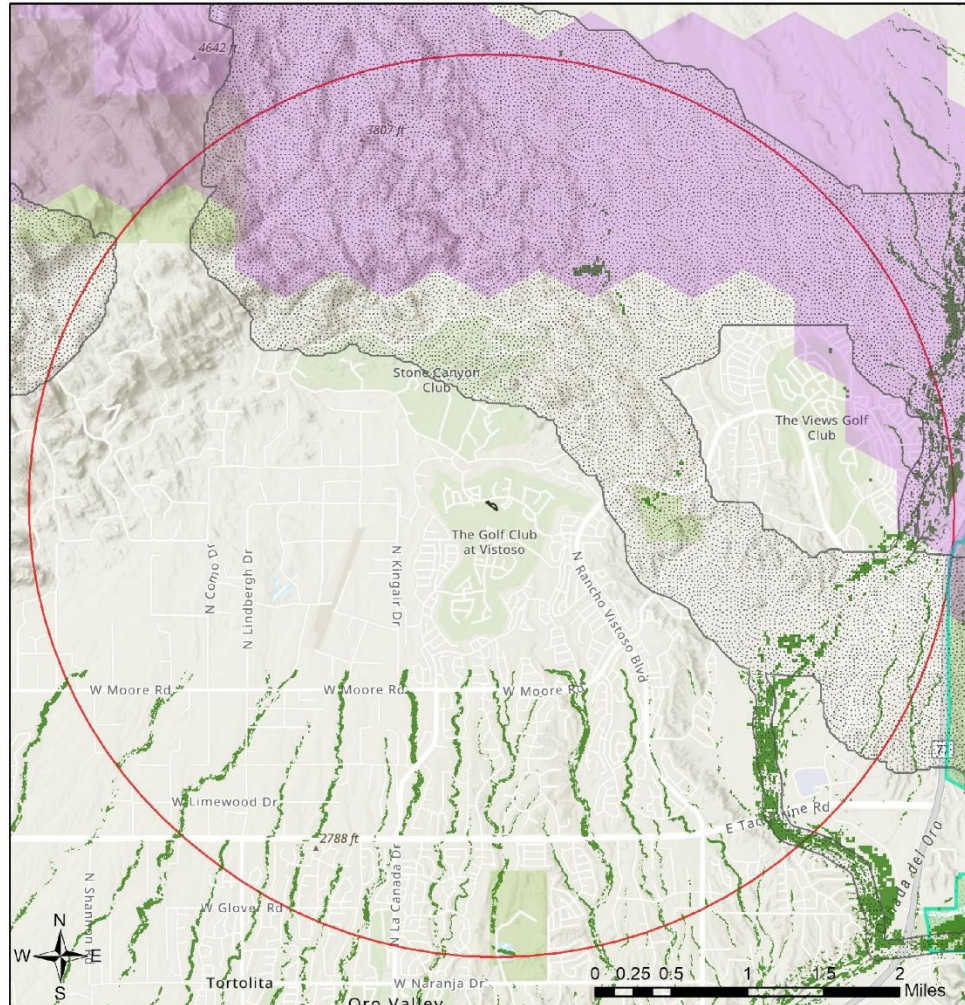 4642 ft
3807 ft
Stone Canyon
Club
The Views Golf
Club
The Golf Club
at Vistoso
N Como Dr
N Lindbergh Dr
N Kingair Dr
N Rancho Vistoso Blvd
W Moore Rd
W Moore Rd
W Moore Rd
W Limewood Dr
E Tangerine Rd
2788 ft
N Shannon Rd
N La Canada Dr
W Glover Rd
del Oro
N
W
E
S
Tortolita
W Naranja Dr
Oro Valley
0 0.25 0.5 1 1.5 2
Miles